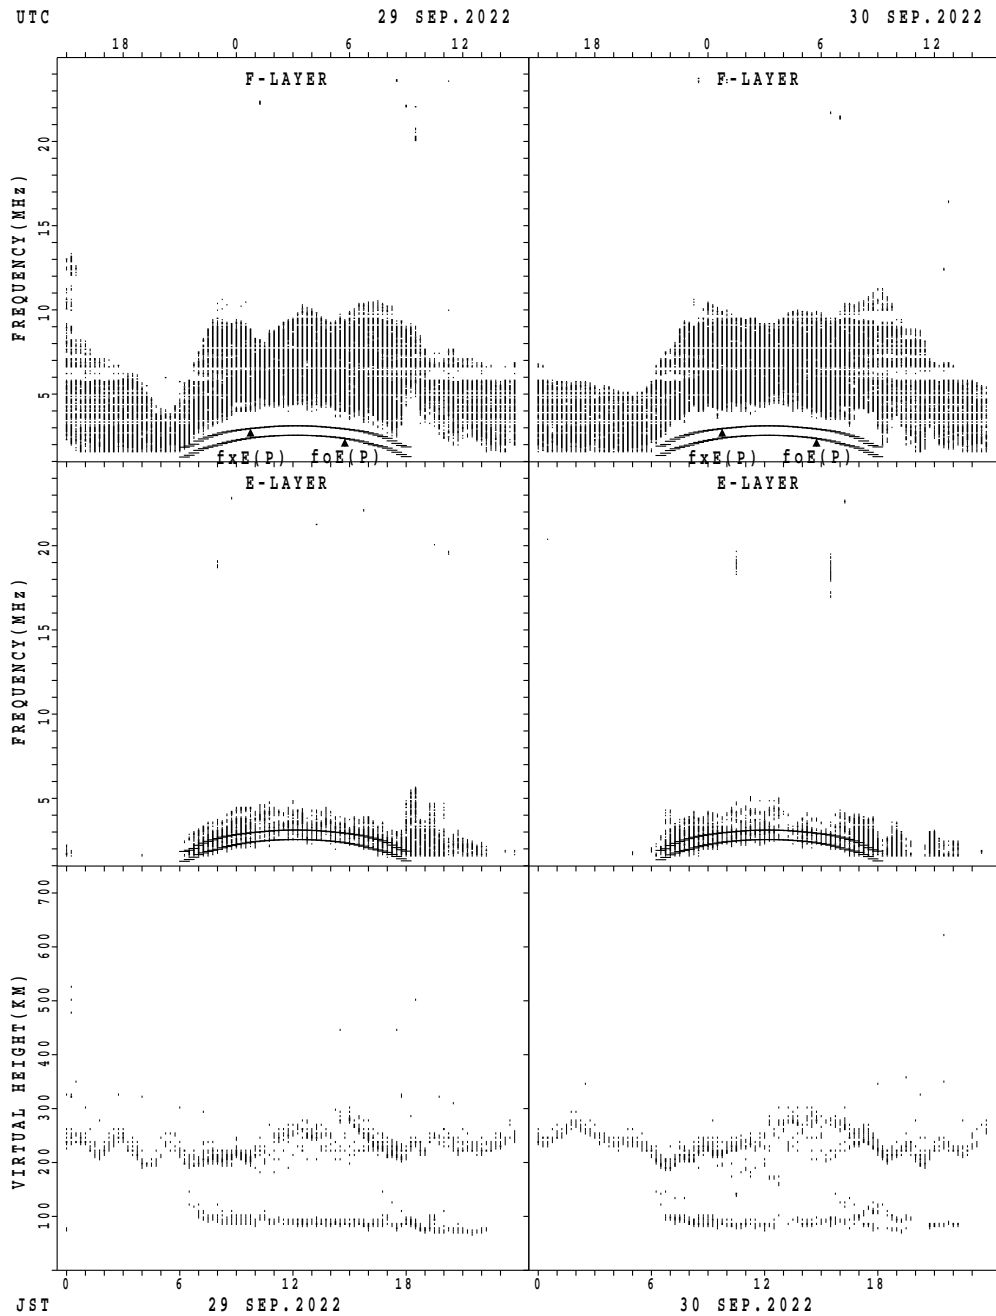 UTC 29 SEP.2022 30 SEP.2022
18 0 6 12 18 0 6 12
F-LAYER F-LAYER
FREQUENCY(MHz)
20
15
10
5
fxE(P) foE(P) fxE(P) foE(P)
E-LAYER E-LAYER
FREQUENCY(MHz)
20
15
10
5
VIRTUAL HEIGHT(KM)
700
600
500
400
300
200
100
0 6 12 18 0 6 12 18
JST 29 SEP.2022 30 SEP.2022